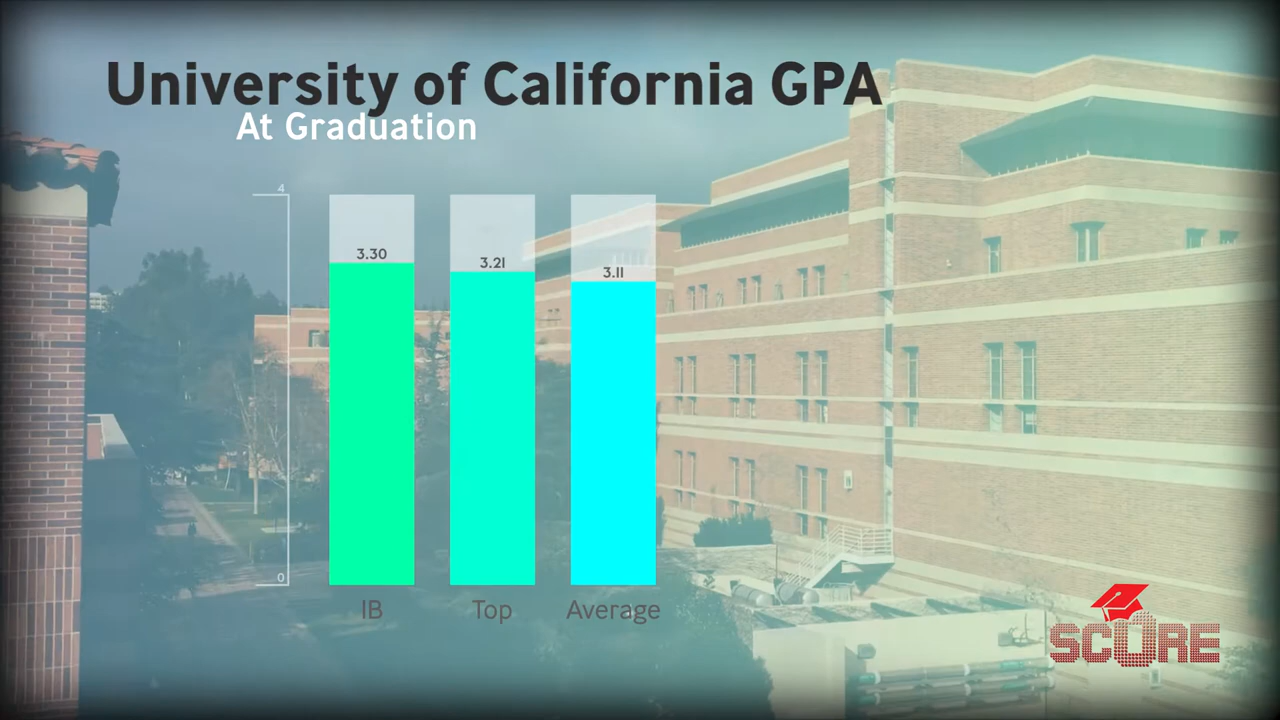 University of California GPA
At Graduation
4
3.30
3.21
3.11
0
IB
Top
Average
SCORE